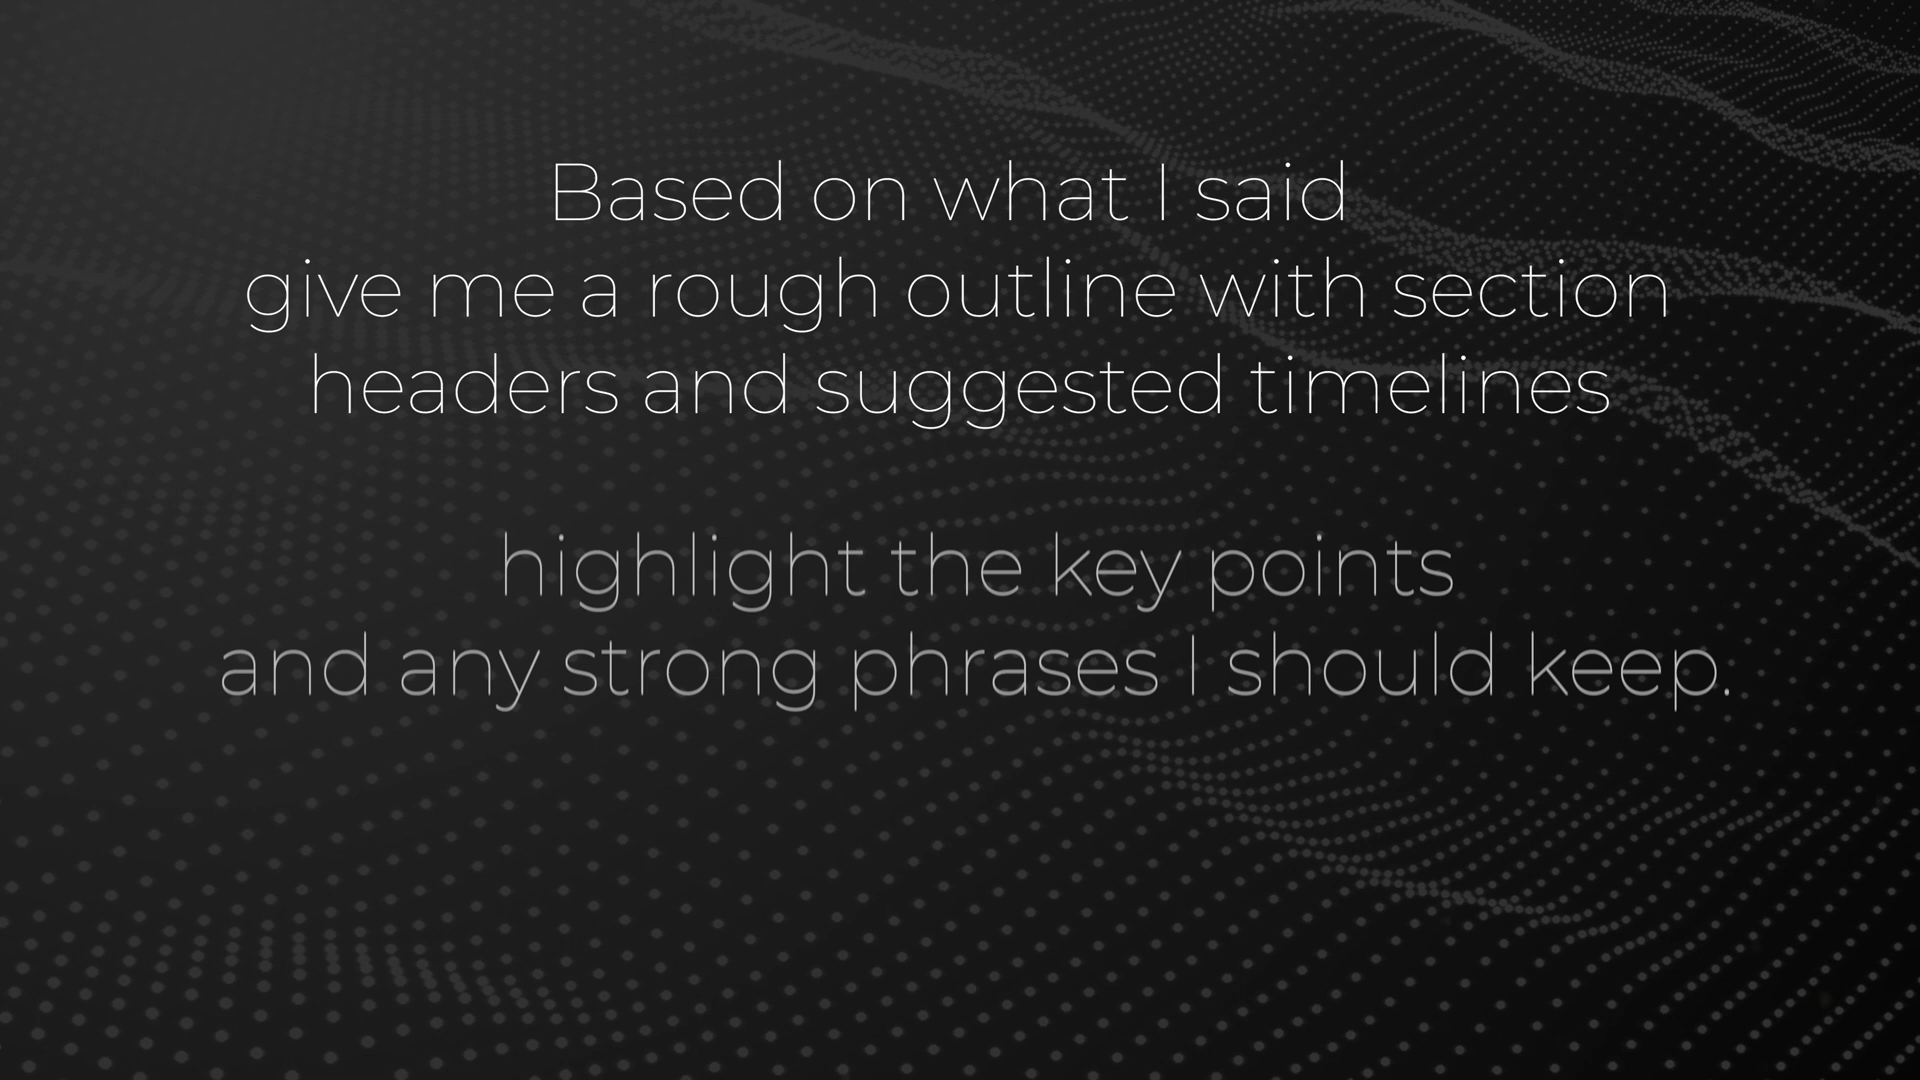 Based on what I said
give me a rough outline with section
headers and suggested timelines
highlight the key points
and any strong phrases I should keep.